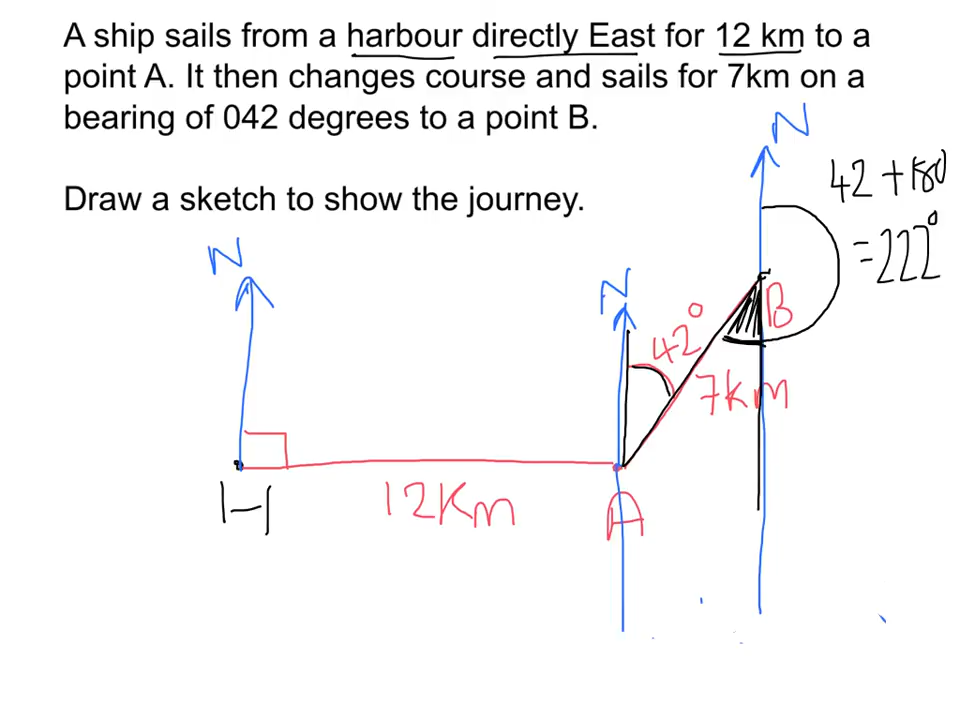 A ship sails from a harbour directly East for 12 km to a
point A. It then changes course and sails for 7km on a
bearing of 042 degrees to a point B.
Draw a sketch to show the journey.
N
42 + 180
= 222°
N
N
B
42°
7km
H
12Km
A